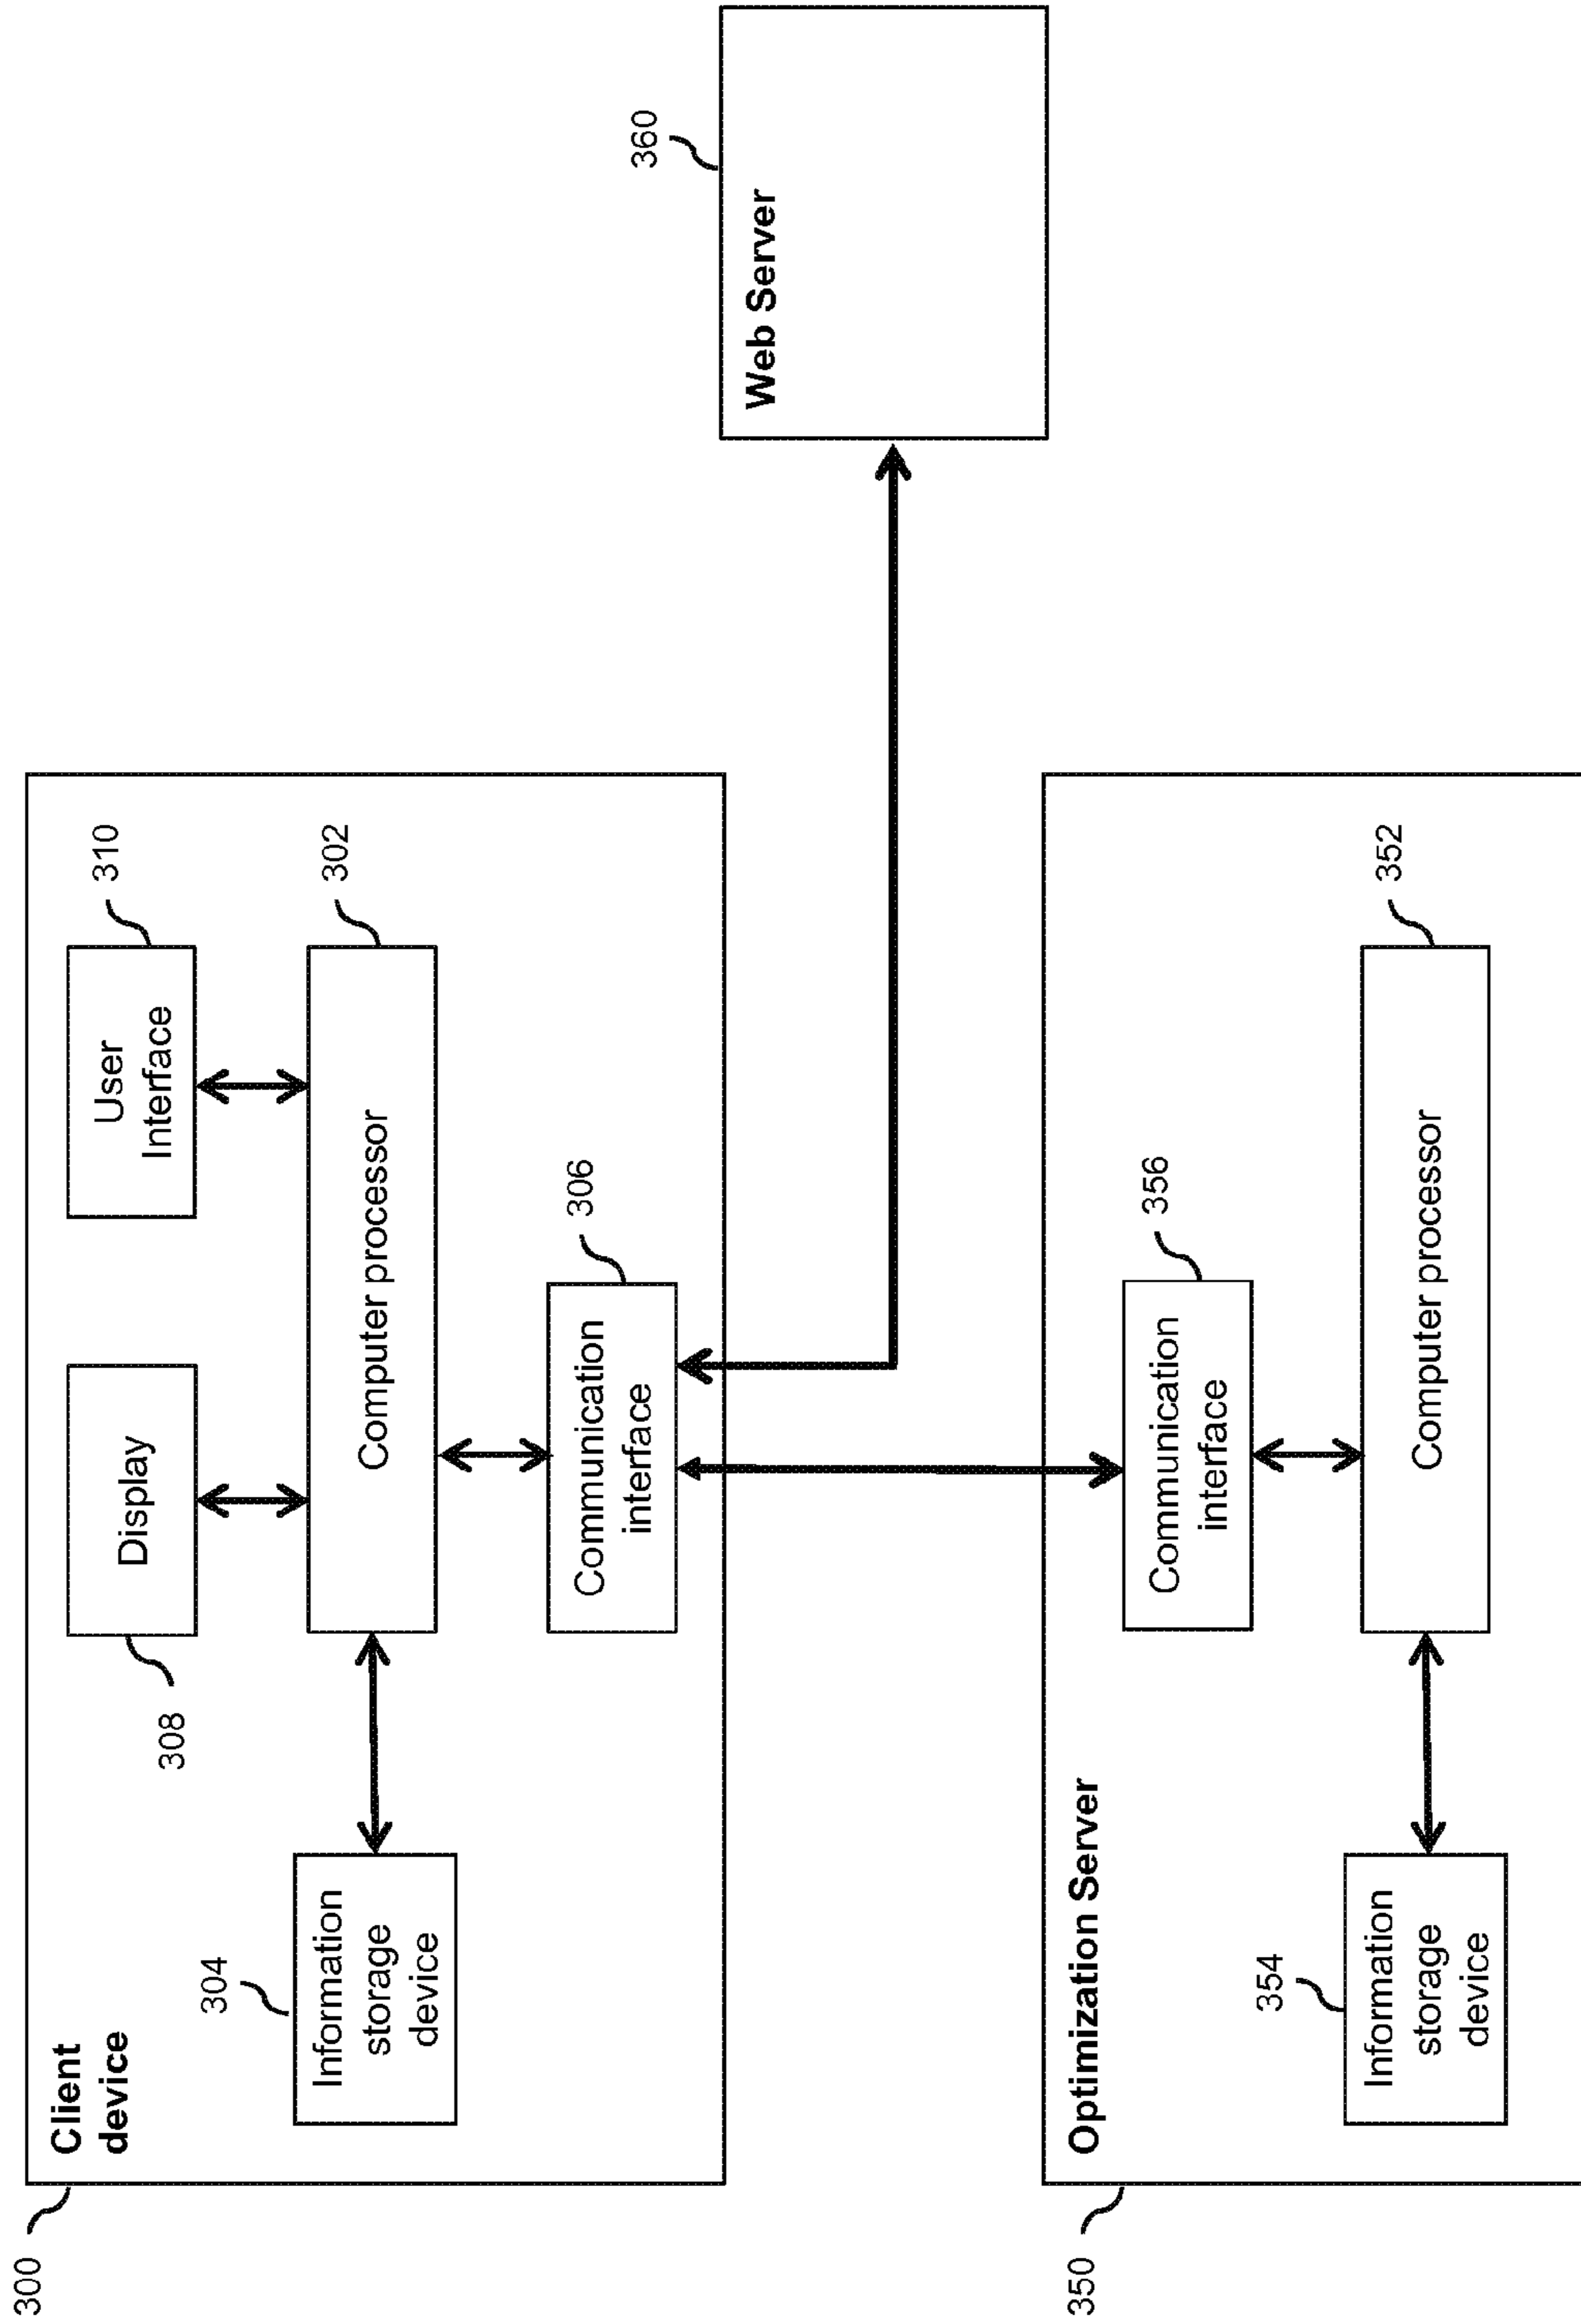 300
Client
device
308
Display
User
Interface
310
304
Information
storage
device
Computer processor
302
Communication
interface
306
Web Server
360
350
Optimization Server
Communication
interface
356
354
Information
storage
device
Computer processor
352